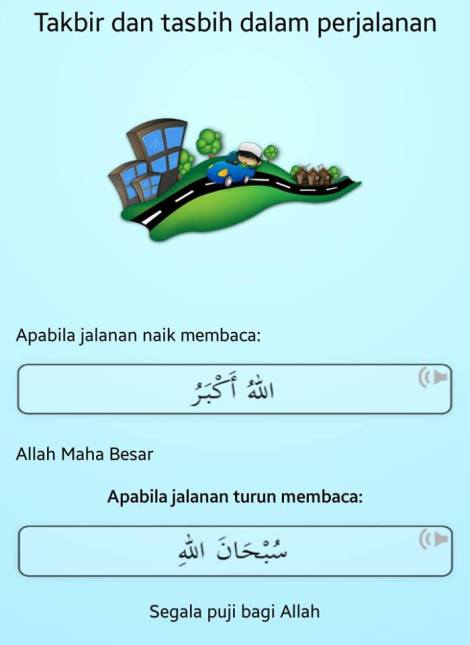 Takbir dan tasbih dalam perjalanan
Apabila jalanan naik membaca:
اللهُ أَكْبَرُ
Allah Maha Besar
Apabila jalanan turun membaca:
سُبْحَانَ اللهِ
Segala puji bagi Allah